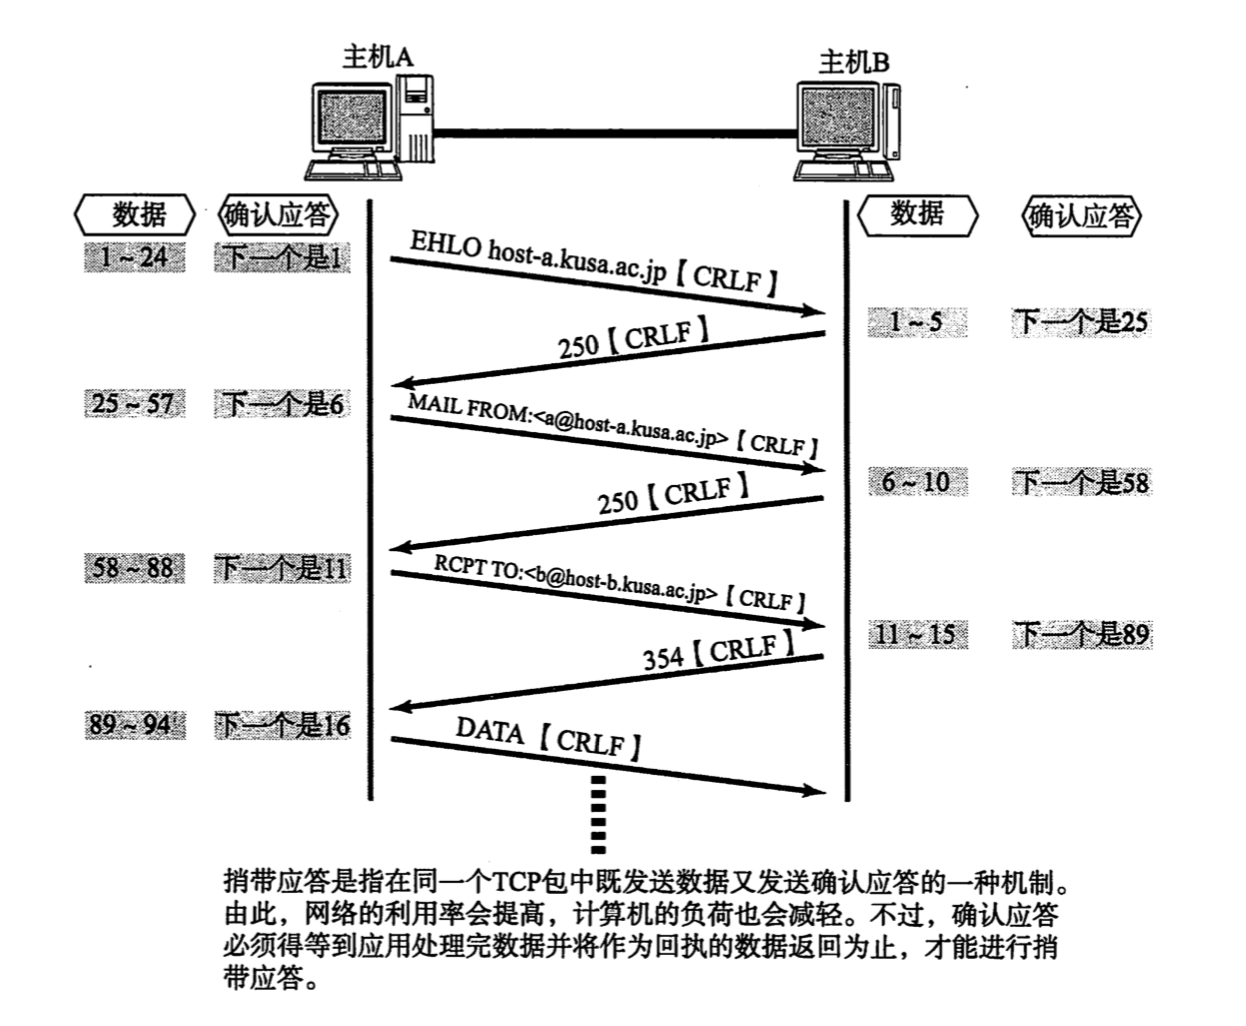 主机A
主机B
数据
确认应答
数据
确认应答
1~24
下一个是1
EHLO host-a.kusa.ac.jp【CRLF】
1~5
下一个是25
250【CRLF】
25~57
下一个是6
MAIL FROM:<a@host-a.kusa.ac.jp>【CRLF】
6~10
下一个是58
250【CRLF】
58~88
下一个是11
RCPT TO:<b@host-b.kusa.ac.jp>【CRLF】
11~15
下一个是89
354【CRLF】
89~94
下一个是16
DATA【CRLF】
捎带应答是指在同一个TCP包中既发送数据又发送确认应答的一种机制。
由此，网络的利用率会提高，计算机的负荷也会减轻。不过，确认应答
必须得等到应用处理完数据并将作为回执的数据返回为止，才能进行捎
带应答。